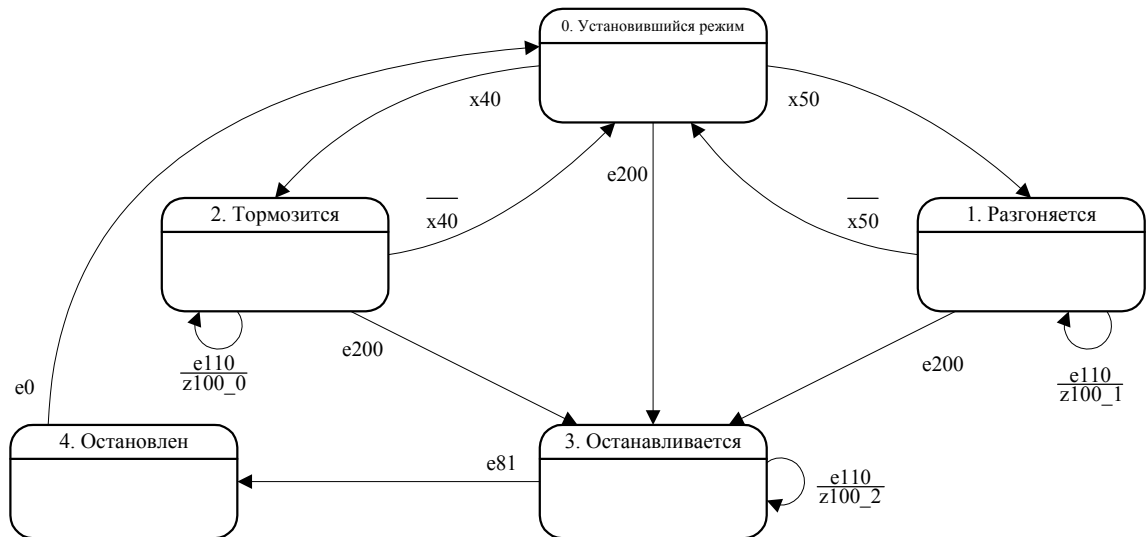 0. Установившийся режим
x40
x50
e200
2. Тормозится
x40
x50
1. Разгоняется
e200
e200
e110
z100_0
e110
z100_1
e0
4. Остановлен
3. Останавливается
e81
e110
z100_2